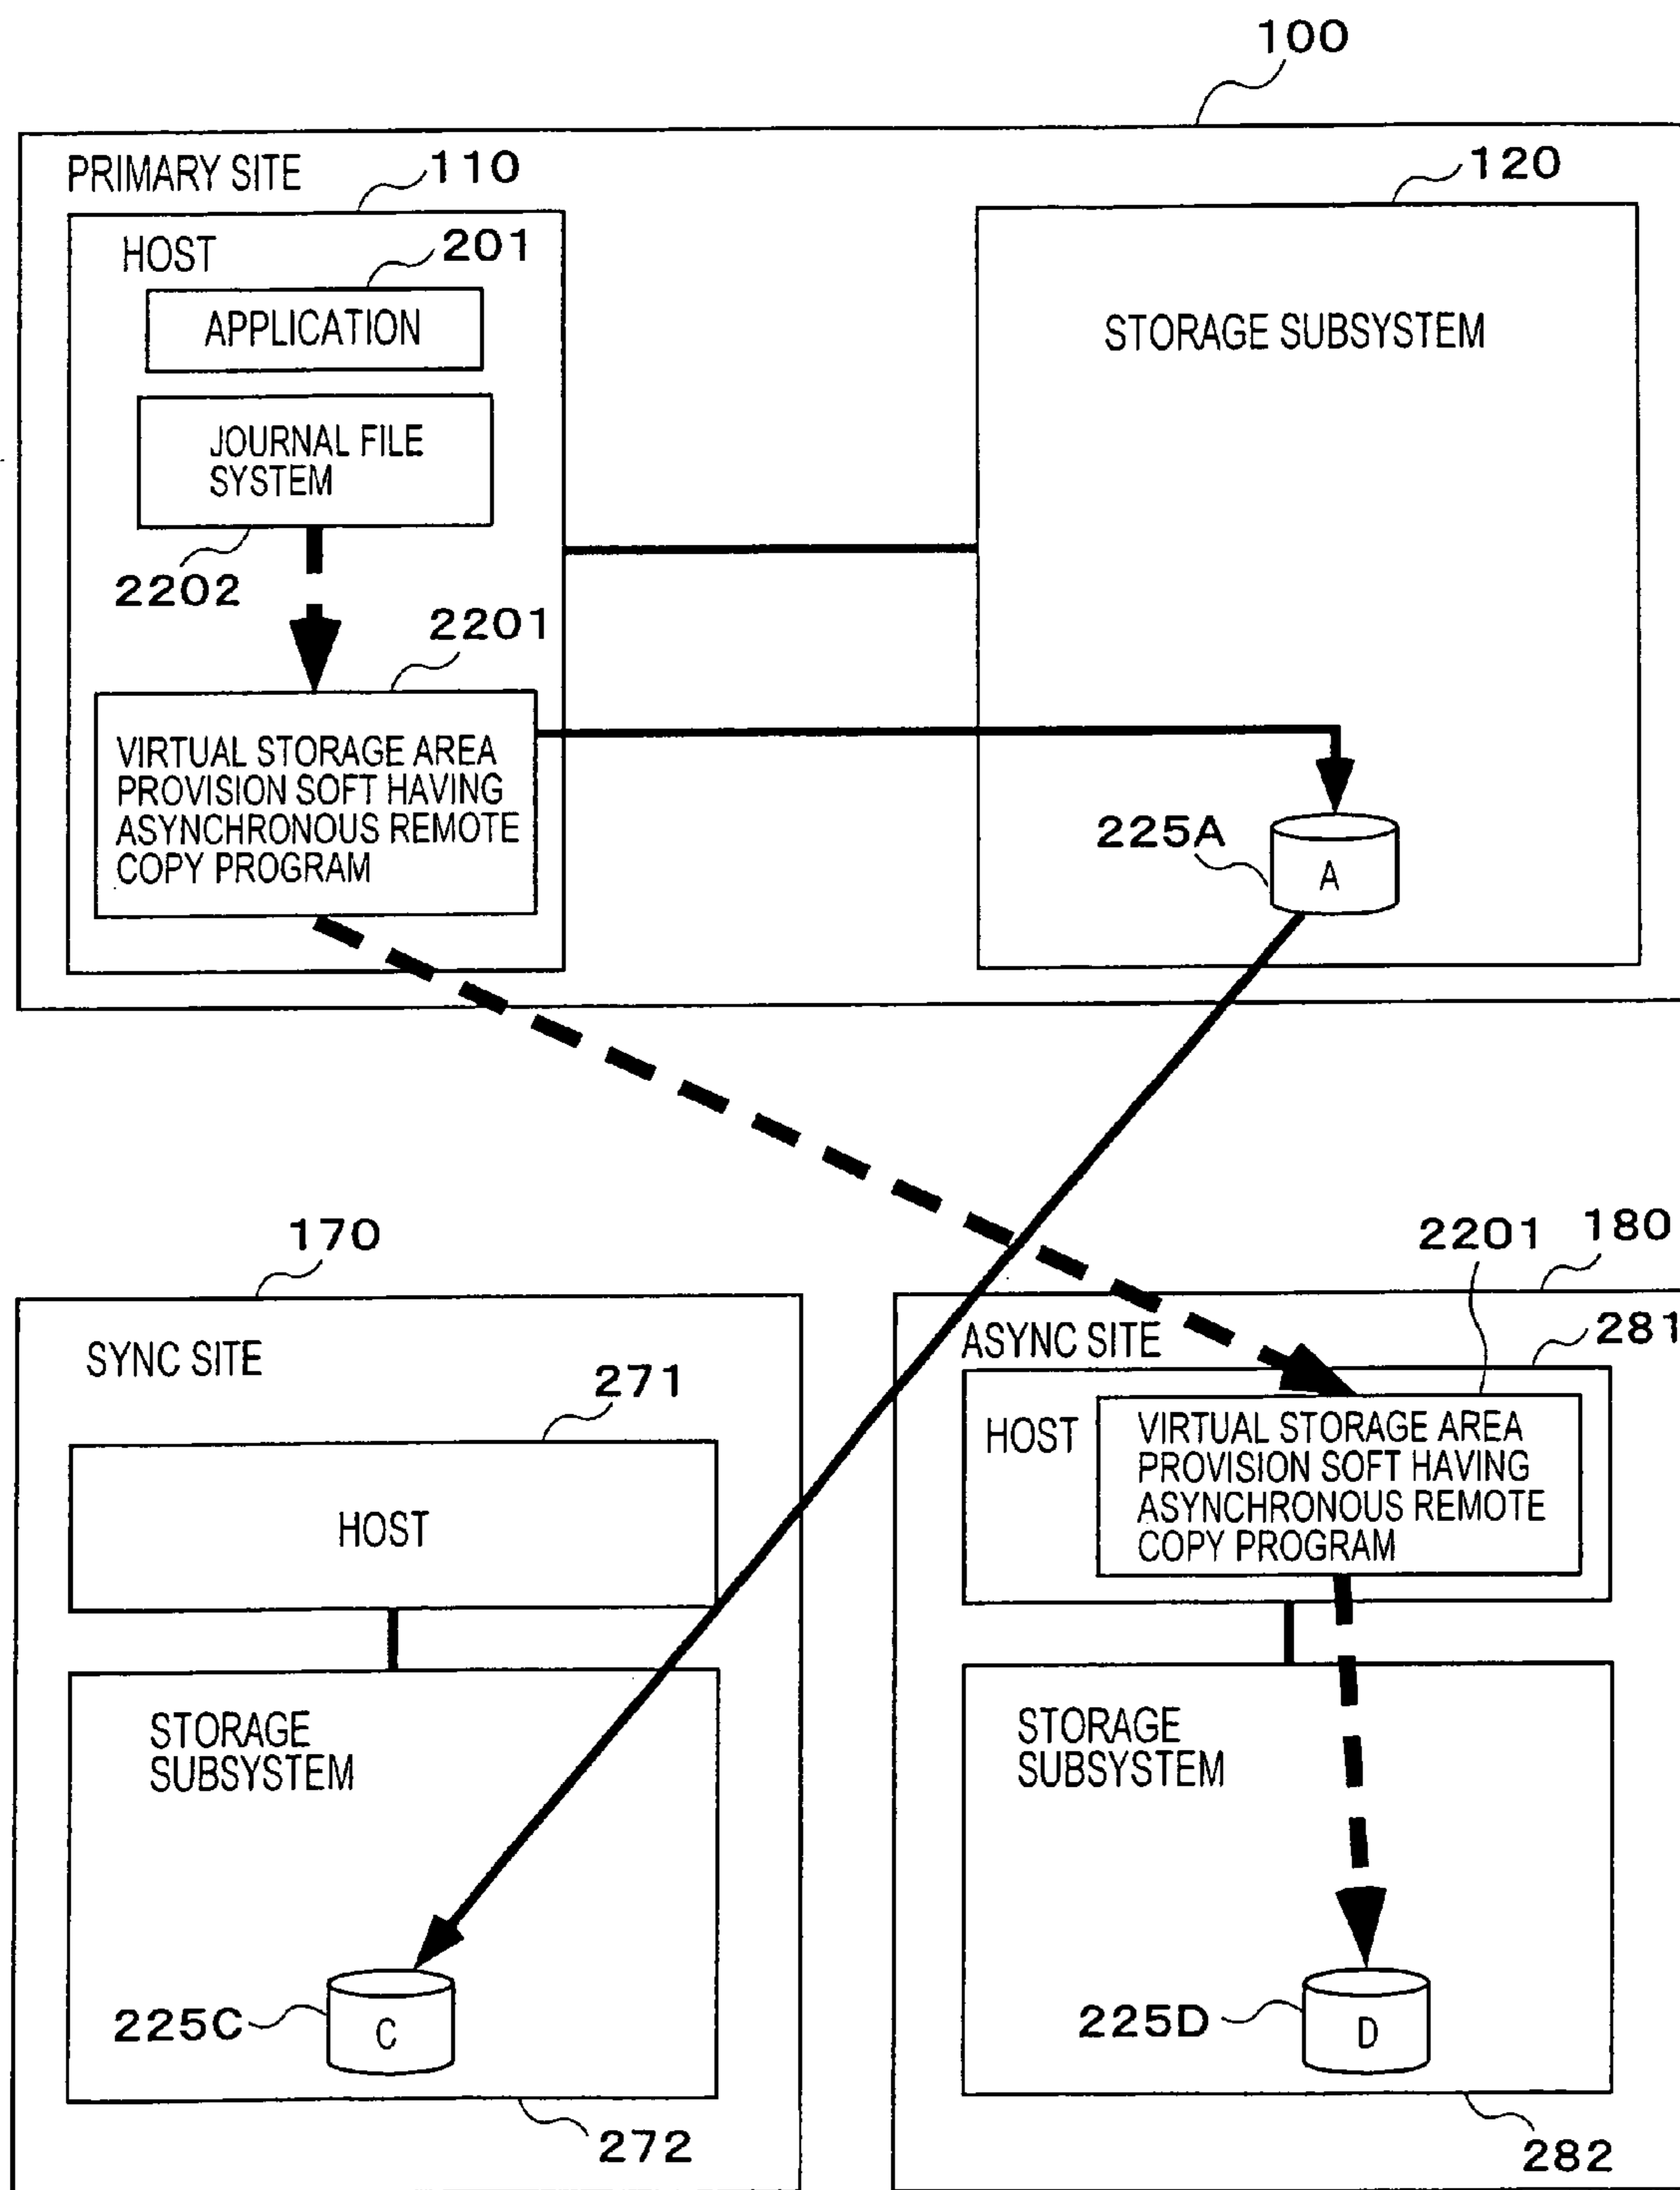 100
PRIMARY SITE
110
120
HOST
201
APPLICATION
STORAGE SUBSYSTEM
JOURNAL FILE
SYSTEM
2202
2201
VIRTUAL STORAGE AREA
PROVISION SOFT HAVING
ASYNCHRONOUS REMOTE
COPY PROGRAM
225A
A
170
2201
180
SYNC SITE
ASYNC SITE
281
271
HOST
HOST
VIRTUAL STORAGE AREA
PROVISION SOFT HAVING
ASYNCHRONOUS REMOTE
COPY PROGRAM
STORAGE
SUBSYSTEM
STORAGE
SUBSYSTEM
225C
C
225D
D
272
282